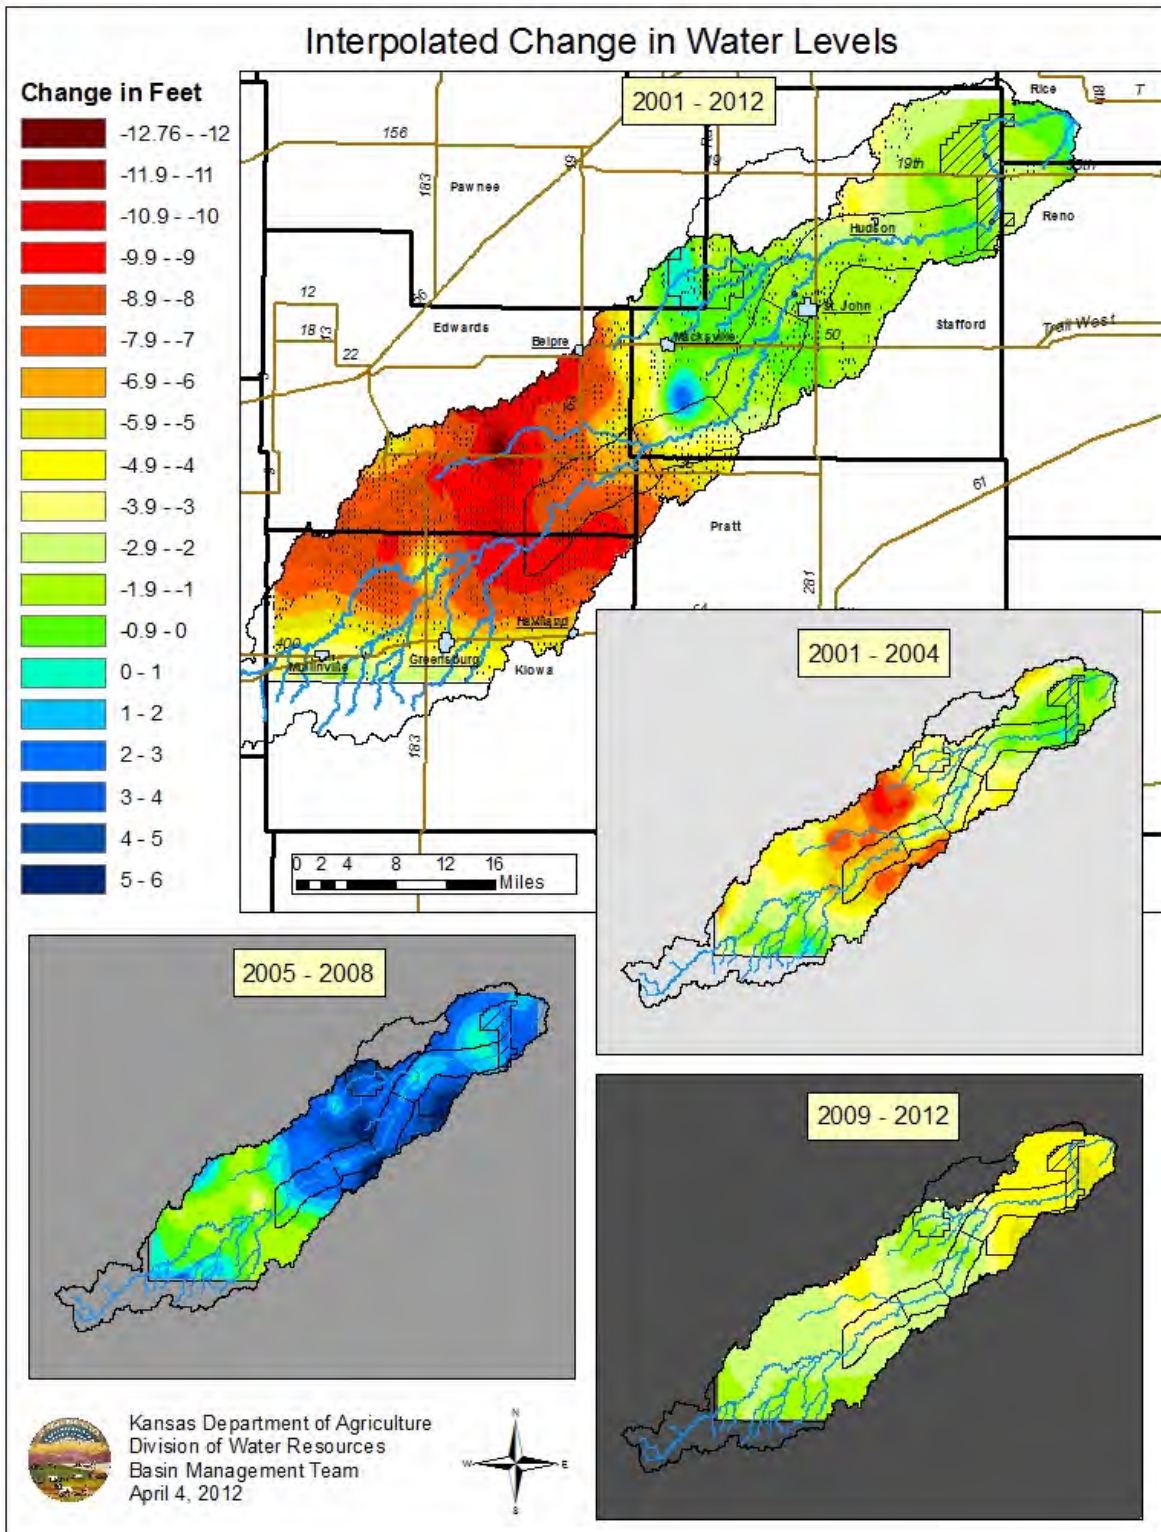 Interpolated Change in Water Levels
Change in Feet
-12.76 - -12
-11.9 - -11
-10.9 - -10
-9.9 - -9
-8.9 - -8
-7.9 - -7
-6.9 - -6
-5.9 - -5
-4.9 - -4
-3.9 - -3
-2.9 - -2
-1.9 - -1
-0.9 - 0
0 - 1
1 - 2
2 - 3
3 - 4
4 - 5
5 - 6
2001 - 2012
Rice
T
156
19
19th
183
Pawnee
Reno
Hudson
12
18
13
22
Edwards
Belpre
Macksville
St. John
50
Stafford
Trail West
61
Pratt
281
400
Mullinville
Greensburg
Haviland
Kiowa
183
0 2 4 8 12 16
Miles
2001 - 2004
2005 - 2008
2009 - 2012
Kansas Department of Agriculture
Division of Water Resources
Basin Management Team
April 4, 2012
N
W
E
S